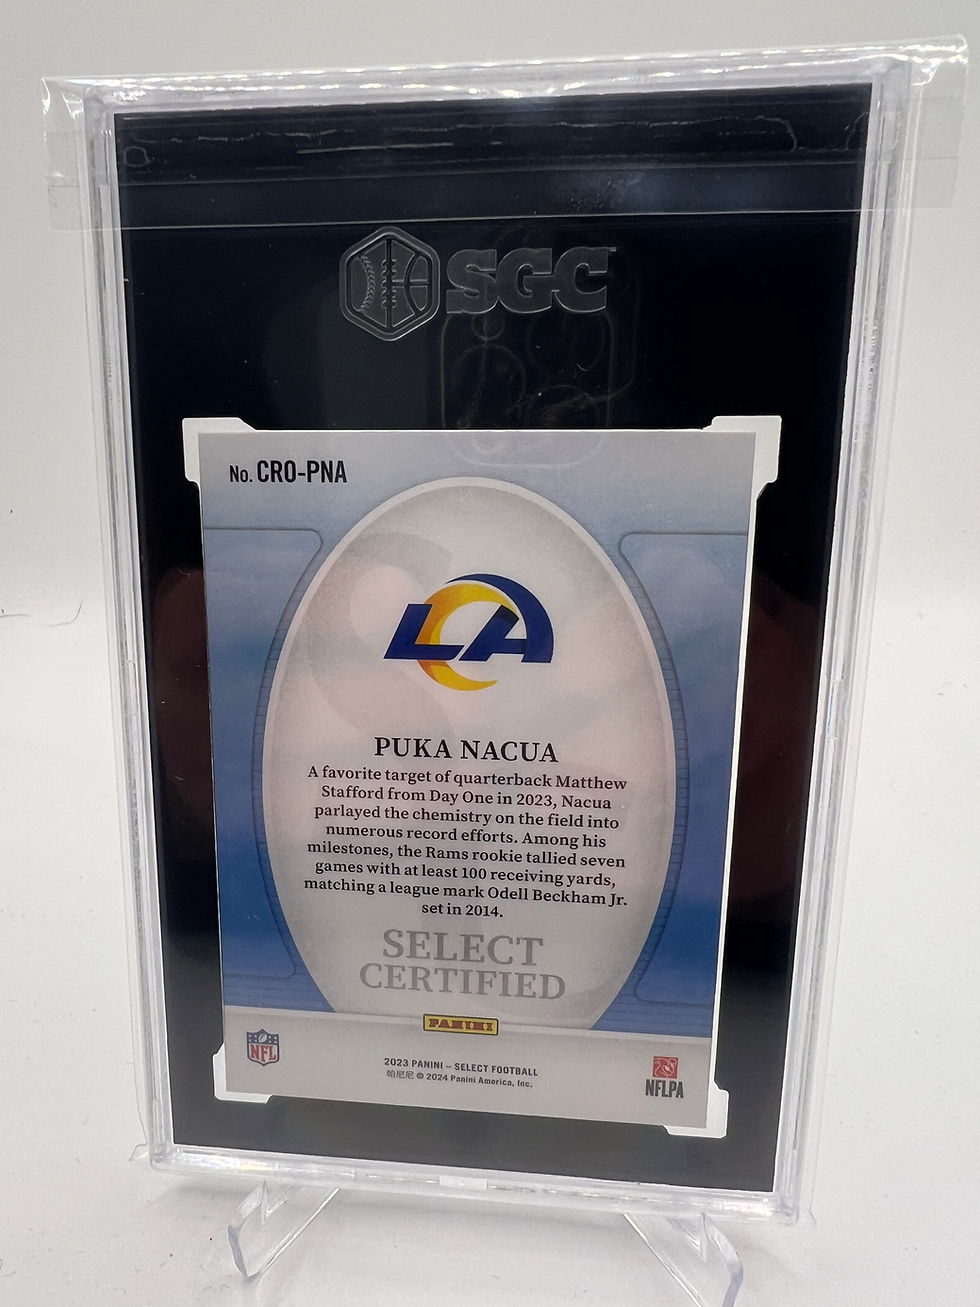 SGC
No. CRO-PNA
LA
PUKA NACUA
A favorite target of quarterback Matthew
Stafford from Day One in 2023, Nacua
parlayed the chemistry on the field into
numerous record efforts. Among his
milestones, the Rams rookie tallied seven
games with at least 100 receiving yards,
matching a league mark Odell Beckham Jr.
set in 2014.
SELECT
CERTIFIED
PANINI
NFL
2023 PANINI – SELECT FOOTBALL
帕尼尼 © 2024 Panini America, Inc.
NFLPA